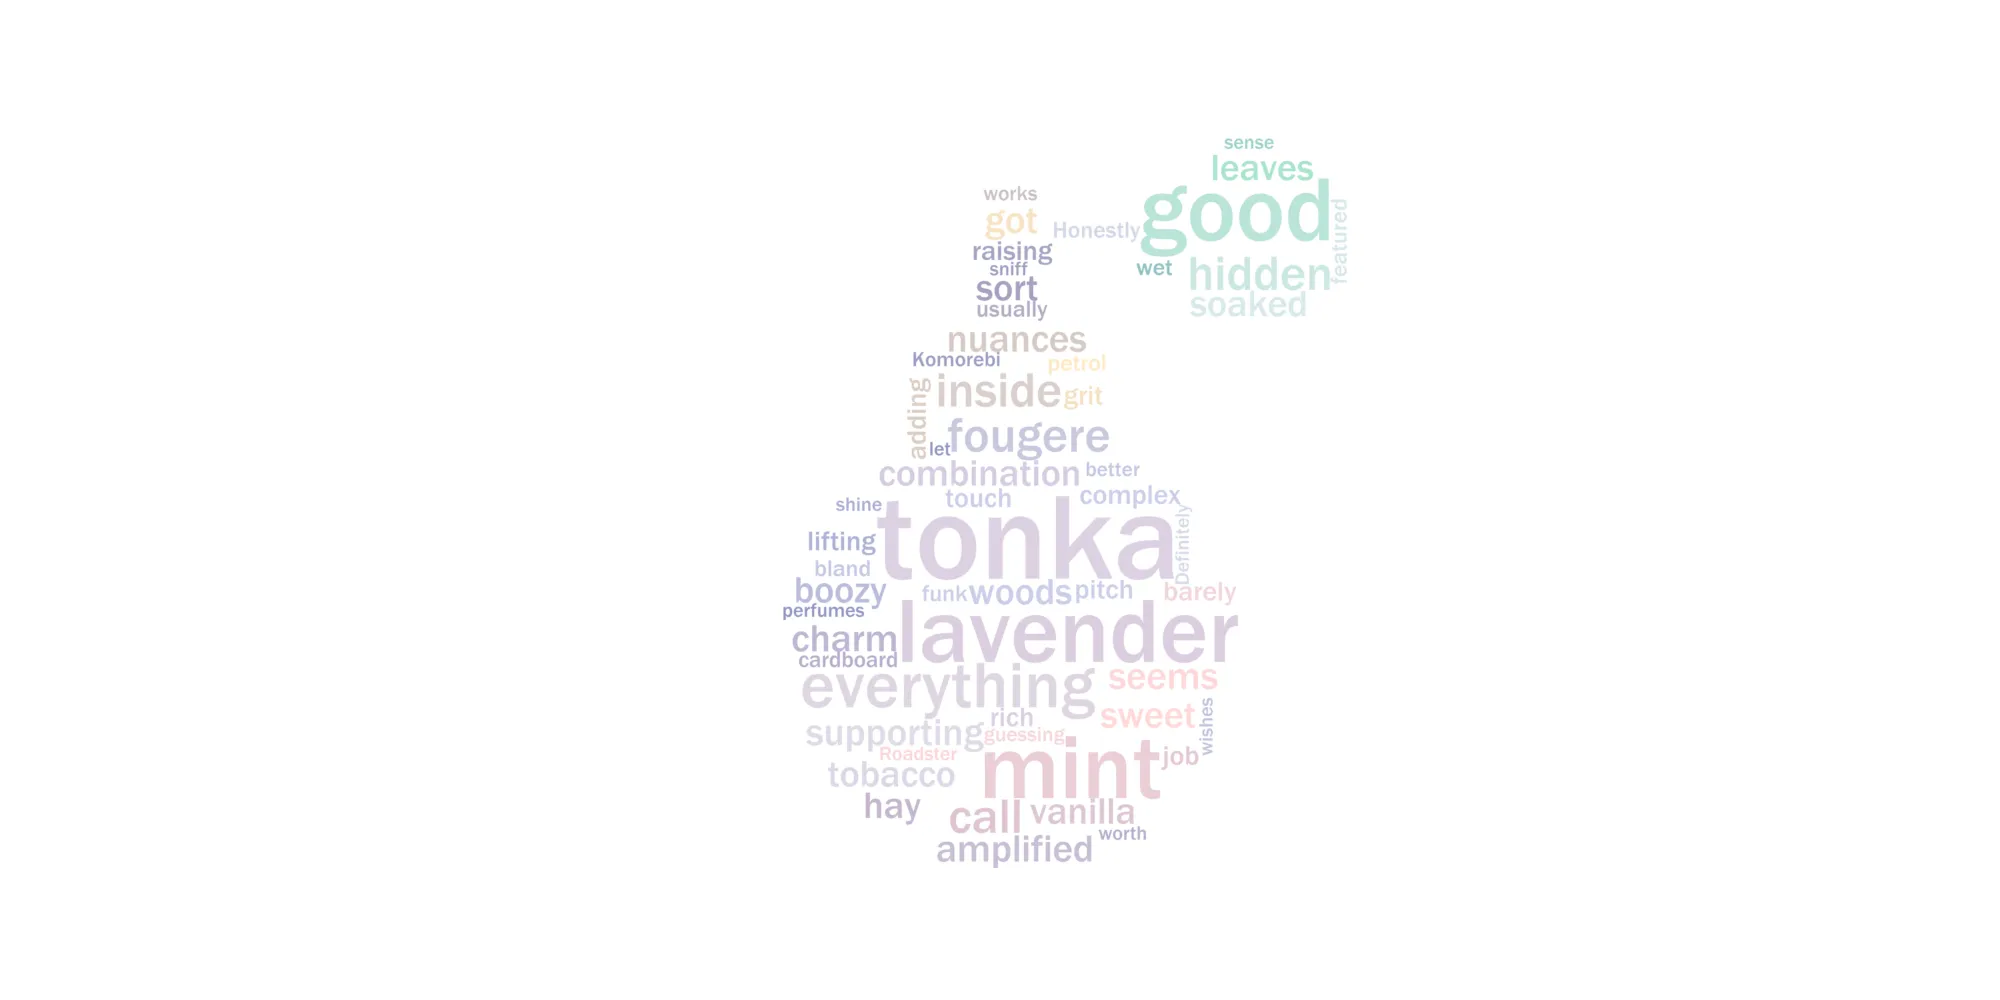 sense
leaves
good
featured
works
got
Honestly
raising
wet
hidden
sniff
sort
soaked
usually
nuances
Komorebi
petrol
adding
inside
grit
fougere
let
combination
better
touch
complex
shine
tonka
Definitely
lifting
bland
boozy
funk
woods
pitch
barely
perfumes
lavender
charm
cardboard
everything
seems
sweet
wishes
rich
supporting
guessing
Roadster
mint
job
tobacco
hay
call
vanilla
worth
amplified